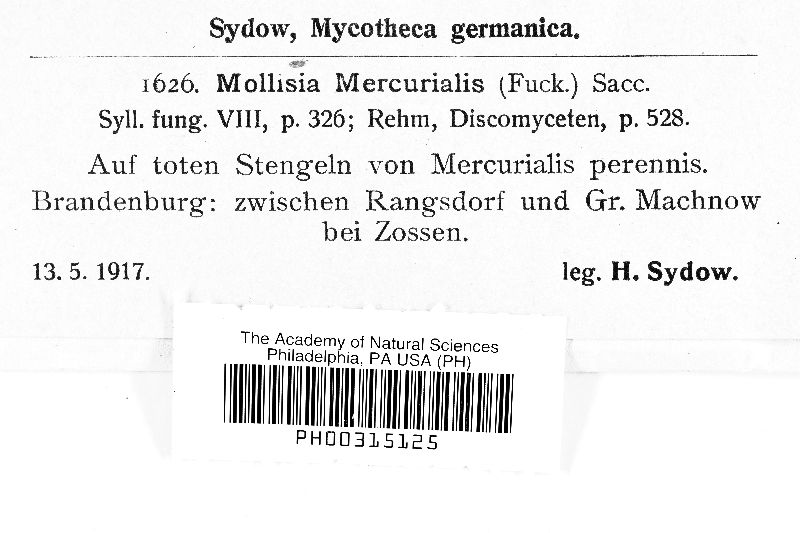 Sydow, Mycotheca germanica.
1626. Mollisia Mercurialis (Fuck.) Sacc.
Syll. fung. VIII, p. 326; Rehm, Discomyceten, p. 528.
Auf toten Stengeln von Mercurialis perennis.
Brandenburg: zwischen Rangsdorf und Gr. Machnow
bei Zossen.
13. 5. 1917. leg. H. Sydow.
The Academy of Natural Sciences
Philadelphia, PA USA (PH)
PH00315125